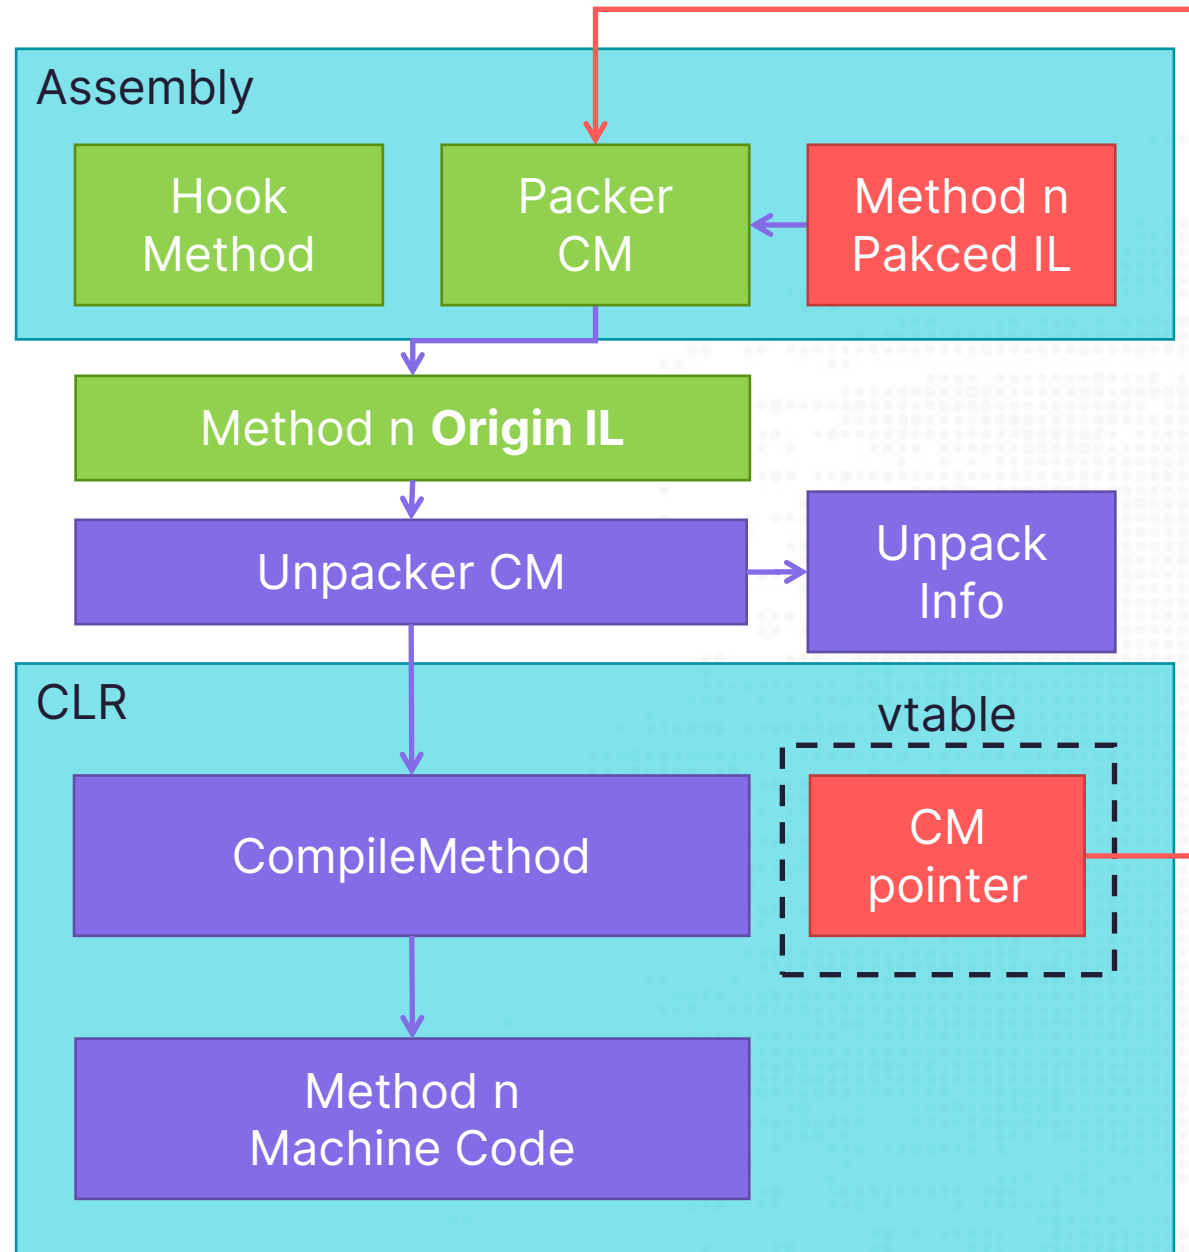 Assembly
Hook
Method
Packer
CM
Method n
Pakced IL
Method n Origin IL
Unpacker CM
Unpack
Info
CLR
vtable
CompileMethod
CM
pointer
Method n
Machine Code